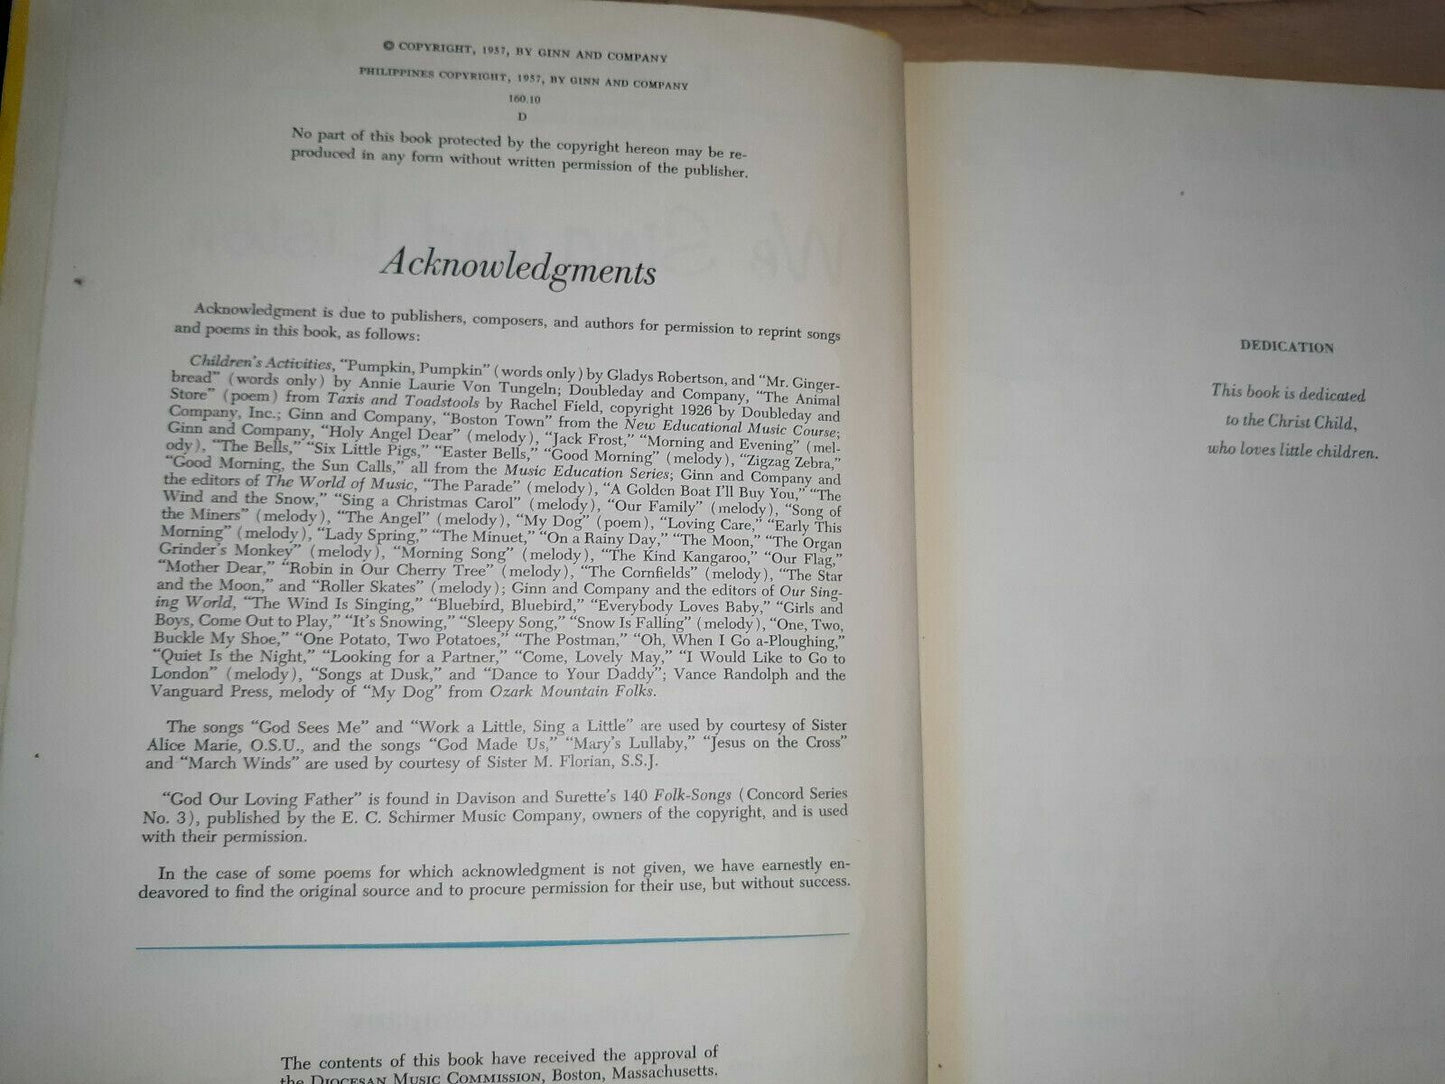 © COPYRIGHT, 1957, BY GINN AND COMPANY
PHILIPPINES COPYRIGHT, 1957, BY GINN AND COMPANY
160.10
D
No part of this book protected by the copyright hereon may be re-
produced in any form without written permission of the publisher.
Acknowledgments
Acknowledgment is due to publishers, composers, and authors for permission to reprint songs
and poems in this book, as follows:
Children's Activities, “Pumpkin, Pumpkin” (words only) by Gladys Robertson, and “Mr. Ginger-
bread” (words only) by Annie Laurie Von Tungeln; Doubleday and Company, “The Animal
Store” (poem) from Taxis and Toadstools by Rachel Field, copyright 1926 by Doubleday and
Company, Inc.; Ginn and Company, “Boston Town” from the New Educational Music Course;
Ginn and Company, “Holy Angel Dear” (melody), “Jack Frost,” “Morning and Evening” (mel-
ody), “The Bells,” “Six Little Pigs,” “Easter Bells,” “Good Morning” (melody), “Zigzag Zebra,”
“Good Morning, the Sun Calls,” all from the Music Education Series; Ginn and Company and
the editors of The World of Music, “The Parade” (melody), “A Golden Boat I'll Buy You,” “The
Wind and the Snow,” “Sing a Christmas Carol” (melody), “Our Family” (melody), “Song of
the Miners” (melody), “The Angel” (melody), “My Dog” (poem), “Loving Care,” “Early This
Morning” (melody), “Lady Spring,” “The Minuet,” “On a Rainy Day,” “The Moon,” “The Organ
Grinder's Monkey” (melody), “Morning Song” (melody), “The Kind Kangaroo,” “Our Flag,”
“Mother Dear,” “Robin in Our Cherry Tree” (melody), “The Cornfields” (melody), “The Star
and the Moon,” and “Roller Skates” (melody); Ginn and Company and the editors of Our Sing-
ing World, “The Wind Is Singing,” “Bluebird, Bluebird,” “Everybody Loves Baby,” “Girls and
Boys, Come Out to Play,” “It's Snowing,” “Sleepy Song,” “Snow Is Falling” (melody), “One, Two,
Buckle My Shoe,” “One Potato, Two Potatoes,” “The Postman,” “Oh, When I Go a-Ploughing,”
“Quiet Is the Night,” “Looking for a Partner,” “Come, Lovely May,” “I Would Like to Go to
London” (melody), “Songs at Dusk,” and “Dance to Your Daddy”; Vance Randolph and the
Vanguard Press, melody of “My Dog” from Ozark Mountain Folks.
The songs “God Sees Me” and “Work a Little, Sing a Little” are used by courtesy of Sister
Alice Marie, O.S.U., and the songs “God Made Us,” “Mary's Lullaby,” “Jesus on the Cross”
and “March Winds” are used by courtesy of Sister M. Florian, S.S.J.
“God Our Loving Father” is found in Davison and Surette's 140 Folk-Songs (Concord Series
No. 3), published by the E. C. Schirmer Music Company, owners of the copyright, and is used
with their permission.
In the case of some poems for which acknowledgment is not given, we have earnestly en-
deavored to find the original source and to procure permission for their use, but without success.
The contents of this book have received the approval of
the DIOCESAN MUSIC COMMISSION, Boston, Massachusetts.
DEDICATION
This book is dedicated
to the Christ Child,
who loves little children.